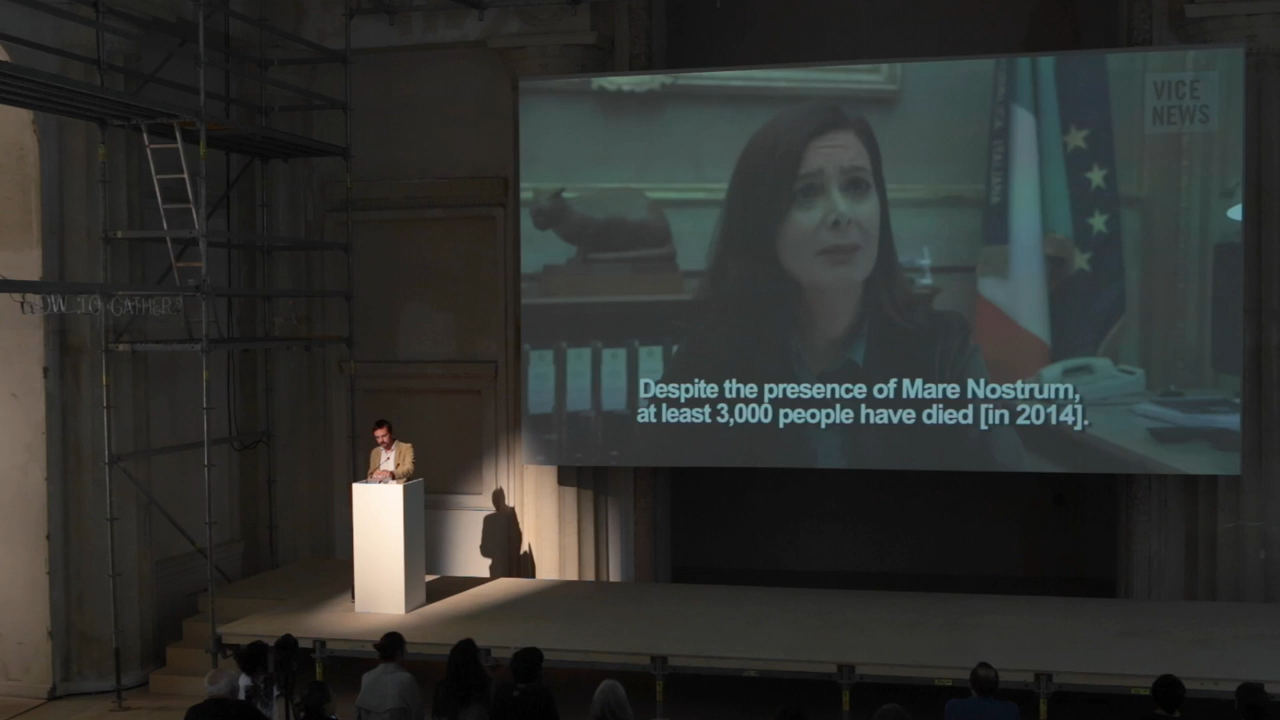 VICE
NEWS
TO GATHER?
Despite the presence of Mare Nostrum,
at least 3,000 people have died [in 2014].